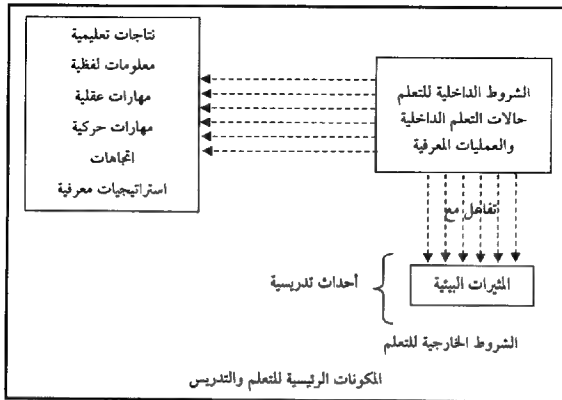 الشروط الداخلية للتعلم
حالات التعلم الداخلية
والعمليات المعرفية
نتاجات تعليمية
معلومات لفظية
مهارات عقلية
مهارات حركية
اتجاهات
استراتيجيات معرفية
تفاعل مع
المثيرات البيئية
أحداث تدريسية
الشروط الخارجية للتعلم
المكونات الرئيسية للتعلم والتدريس